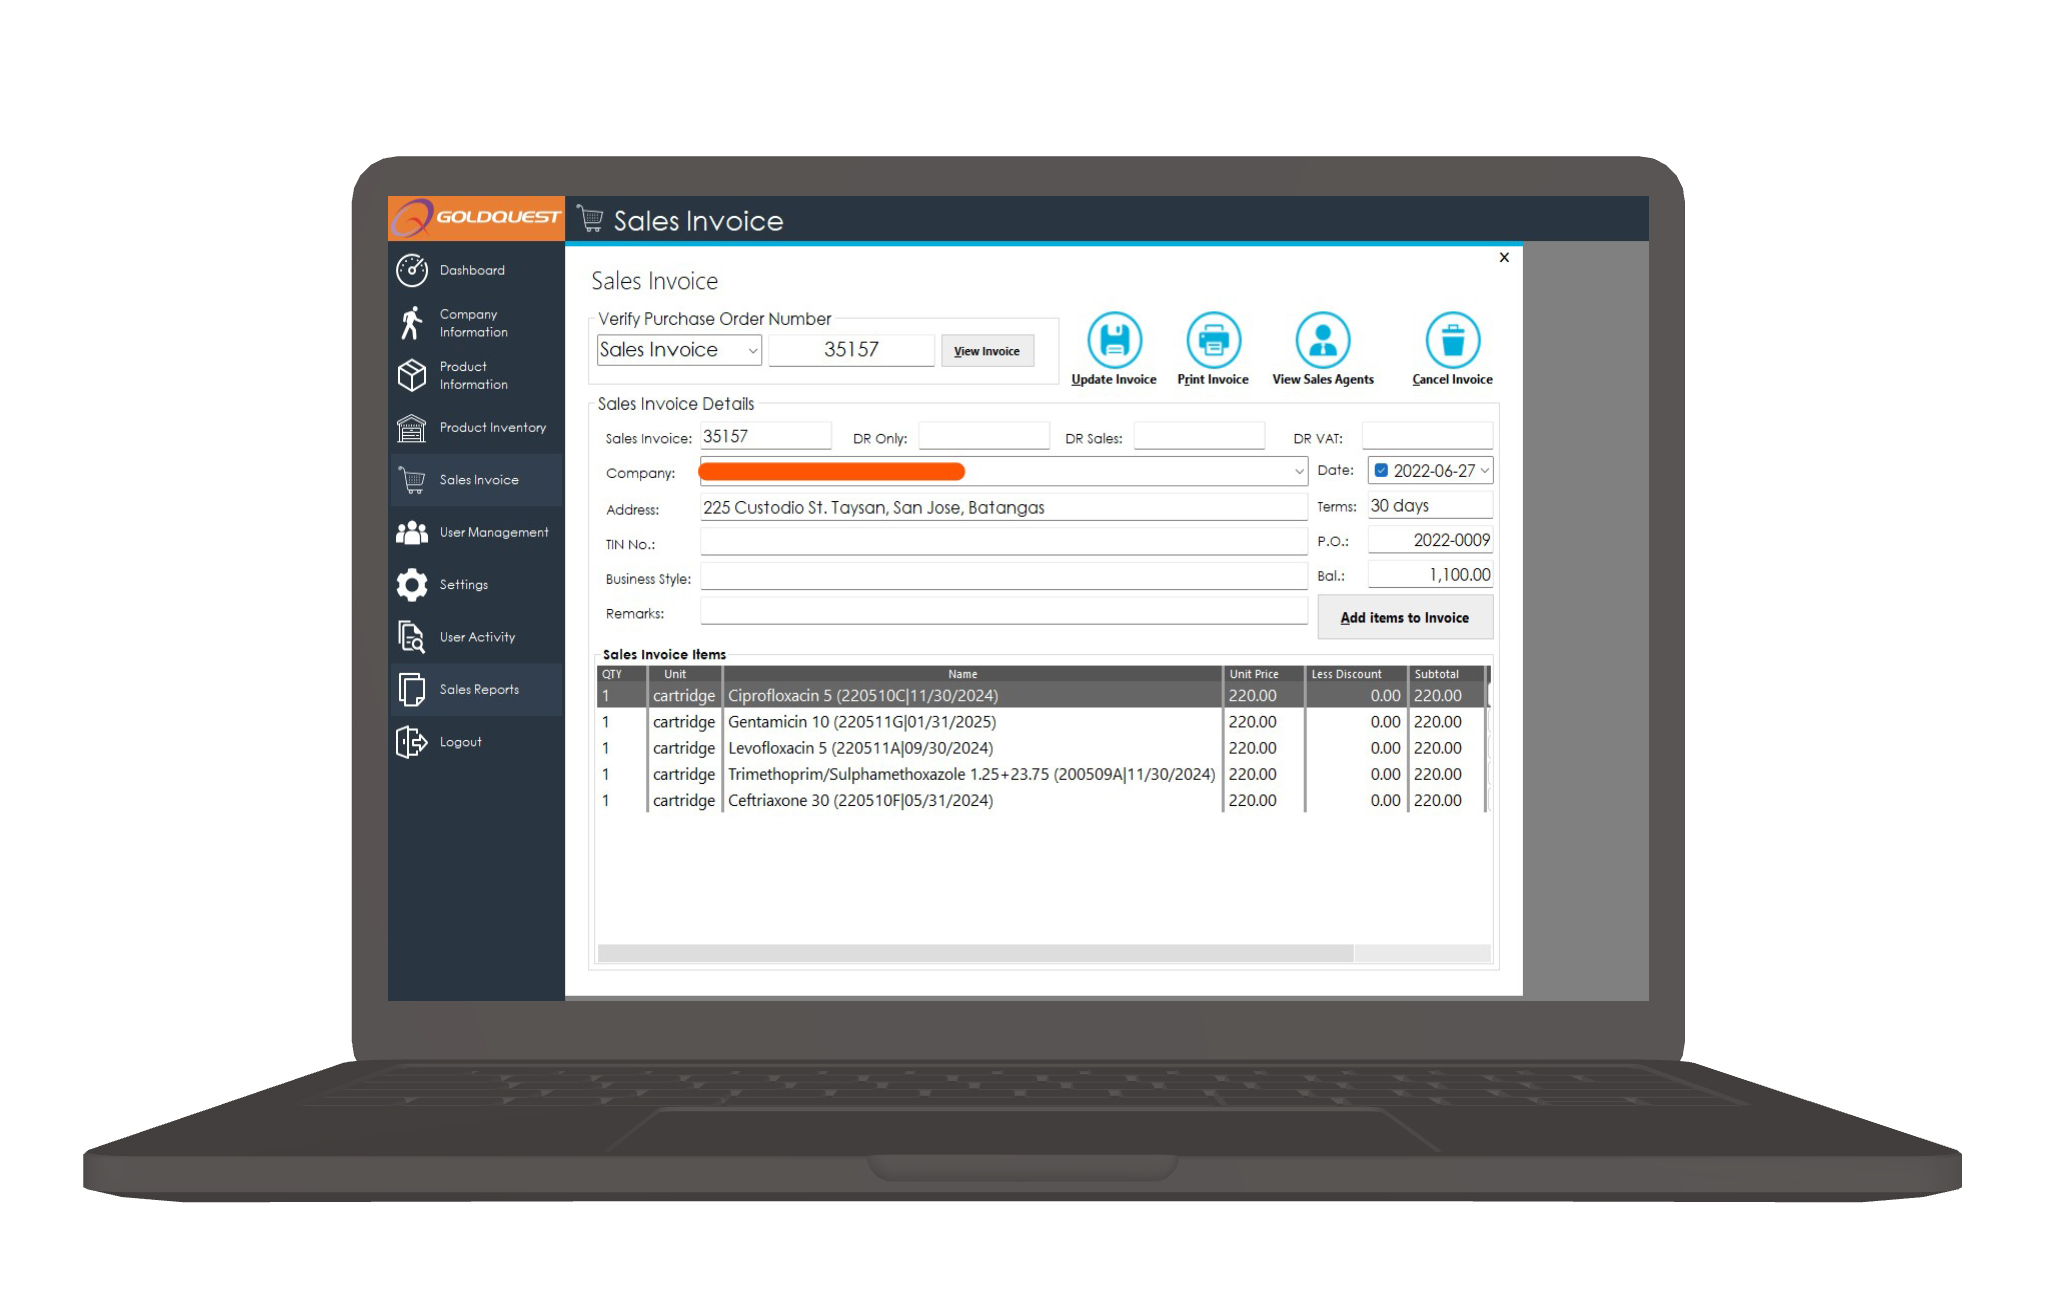 GOLDQUEST
Sales Invoice
Dashboard
Company
Information
Product
Information
Product Inventory
Sales Invoice
User Management
Settings
User Activity
Sales Reports
Logout
x
Sales Invoice
Verify Purchase Order Number
Sales Invoice 35157 View Invoice
Update Invoice Print Invoice View Sales Agents Cancel Invoice
Sales Invoice Details
Sales Invoice: 35157 DR Only: DR Sales: DR VAT:
Company: Date: 2022-06-27
Address: 225 Custodio St. Taysan, San Jose, Batangas Terms: 30 days
TIN No.: P.O.: 2022-0009
Business Style: Bal.: 1,100.00
Remarks: Add items to Invoice
Sales Invoice Items
QTY Unit Name Unit Price Less Discount Subtotal
1 cartridge Ciprofloxacin 5 (220510C|11/30/2024) 220.00 0.00 220.00
1 cartridge Gentamicin 10 (220511G|01/31/2025) 220.00 0.00 220.00
1 cartridge Levofloxacin 5 (220511A|09/30/2024) 220.00 0.00 220.00
1 cartridge Trimethoprim/Sulphamethoxazole 1.25+23.75 (200509A|11/30/2024) 220.00 0.00 220.00
1 cartridge Ceftriaxone 30 (220510F|05/31/2024) 220.00 0.00 220.00